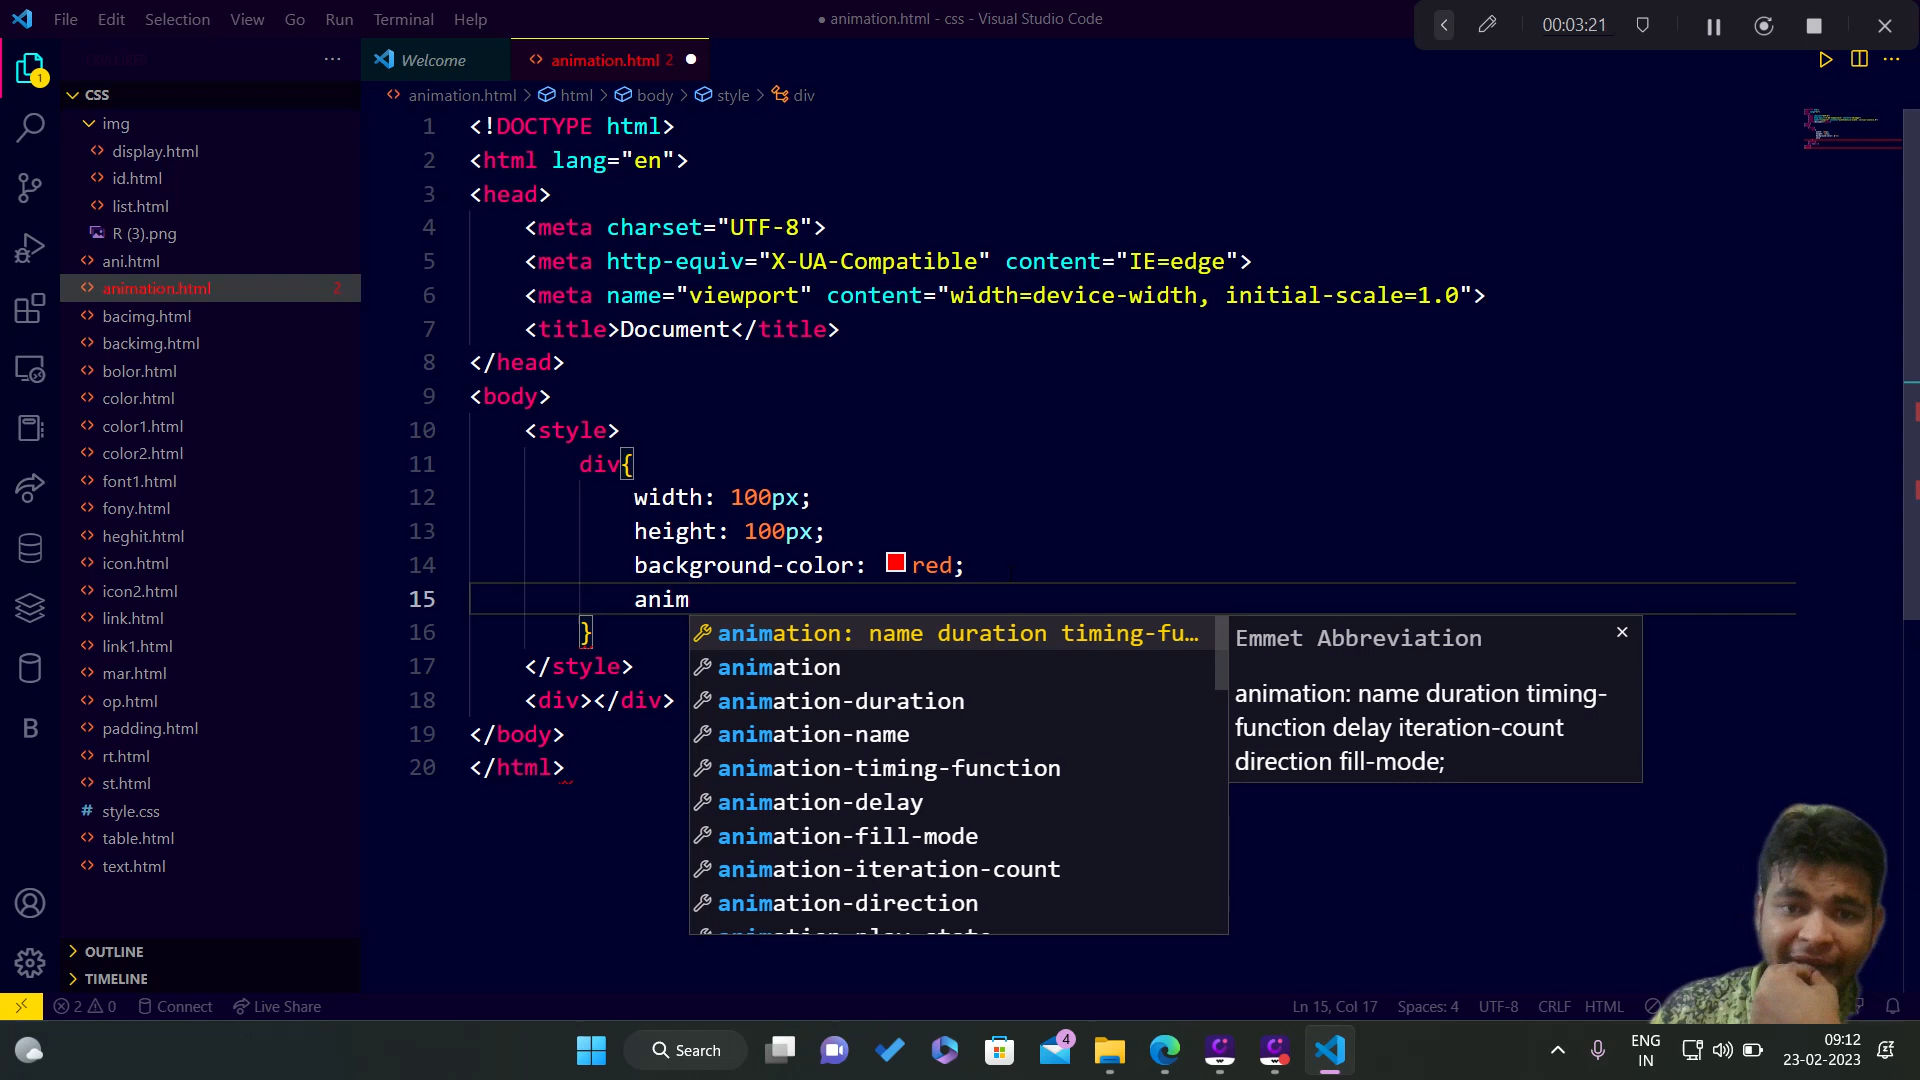 File Edit Selection View Go Run Terminal Help
● animation.html - css - Visual Studio Code
00:03:21
1
Welcome
animation.html 2
CSS
img
display.html
id.html
list.html
R (3).png
ani.html
animation.html 2
bacimg.html
backimg.html
bolor.html
color.html
color1.html
color2.html
font1.html
fony.html
heghit.html
icon.html
icon2.html
link.html
link1.html
mar.html
op.html
padding.html
rt.html
st.html
style.css
table.html
text.html
OUTLINE
TIMELINE
animation.html > html > body > style > div
1 <!DOCTYPE html>
2 <html lang="en">
3 <head>
4 <meta charset="UTF-8">
5 <meta http-equiv="X-UA-Compatible" content="IE=edge">
6 <meta name="viewport" content="width=device-width, initial-scale=1.0">
7 <title>Document</title>
8 </head>
9 <body>
10 <style>
11 div{
12 width: 100px;
13 height: 100px;
14 background-color: red;
15 anim
16 }
17 </style>
18 <div></div>
19 </body>
20 </html>
animation: name duration timing-fu...
animation
animation-duration
animation-name
animation-timing-function
animation-delay
animation-fill-mode
animation-iteration-count
animation-direction
Emmet Abbreviation
animation: name duration timing-
function delay iteration-count
direction fill-mode;
2 0 Connect Live Share
Ln 15, Col 17 Spaces: 4 UTF-8 CRLF HTML
Search
4
ENG
IN
09:12
23-02-2023